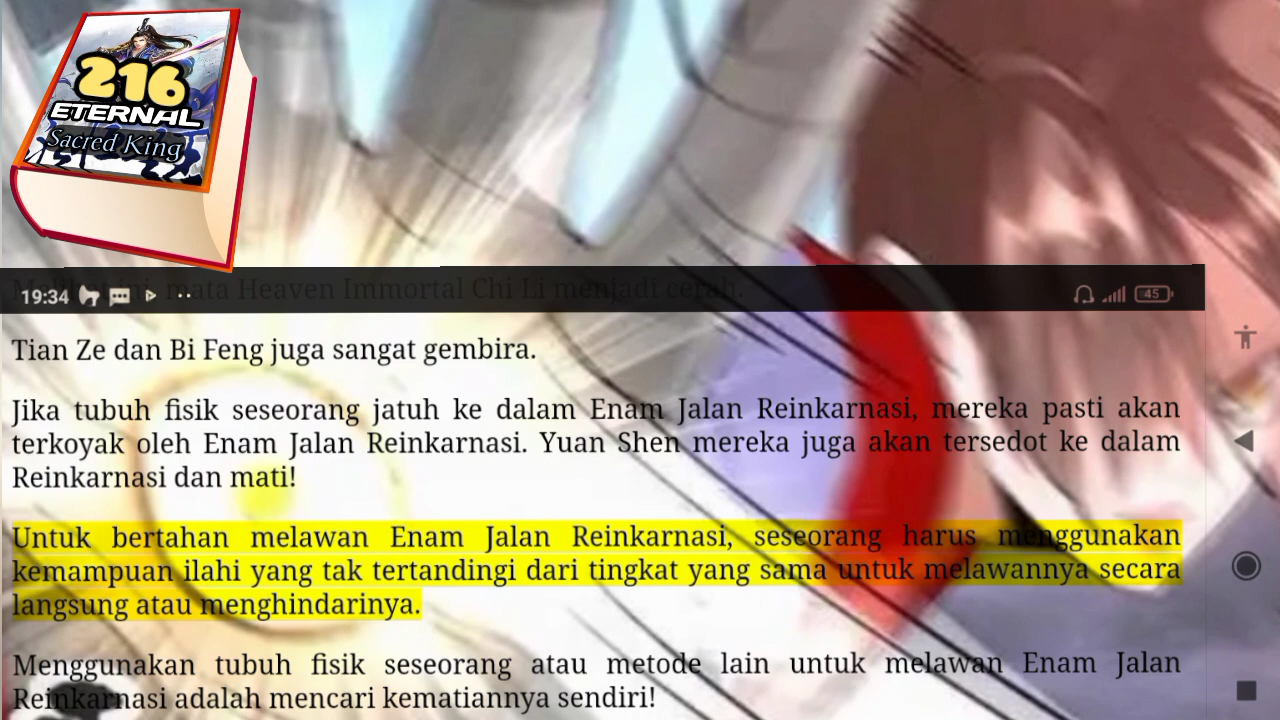 216
ETERNAL
Sacred King
mata Heaven Immortal Chi Li menjadi cerah.
19:34
45
Tian Ze dan Bi Feng juga sangat gembira.
Jika tubuh fisik seseorang jatuh ke dalam Enam Jalan Reinkarnasi, mereka pasti akan
terkoyak oleh Enam Jalan Reinkarnasi. Yuan Shen mereka juga akan tersedot ke dalam
Reinkarnasi dan mati!
Untuk bertahan melawan Enam Jalan Reinkarnasi, seseorang harus menggunakan
kemampuan ilahi yang tak tertandingi dari tingkat yang sama untuk melawannya secara
langsung atau menghindarinya.
Menggunakan tubuh fisik seseorang atau metode lain untuk melawan Enam Jalan
Reinkarnasi adalah mencari kematiannya sendiri!